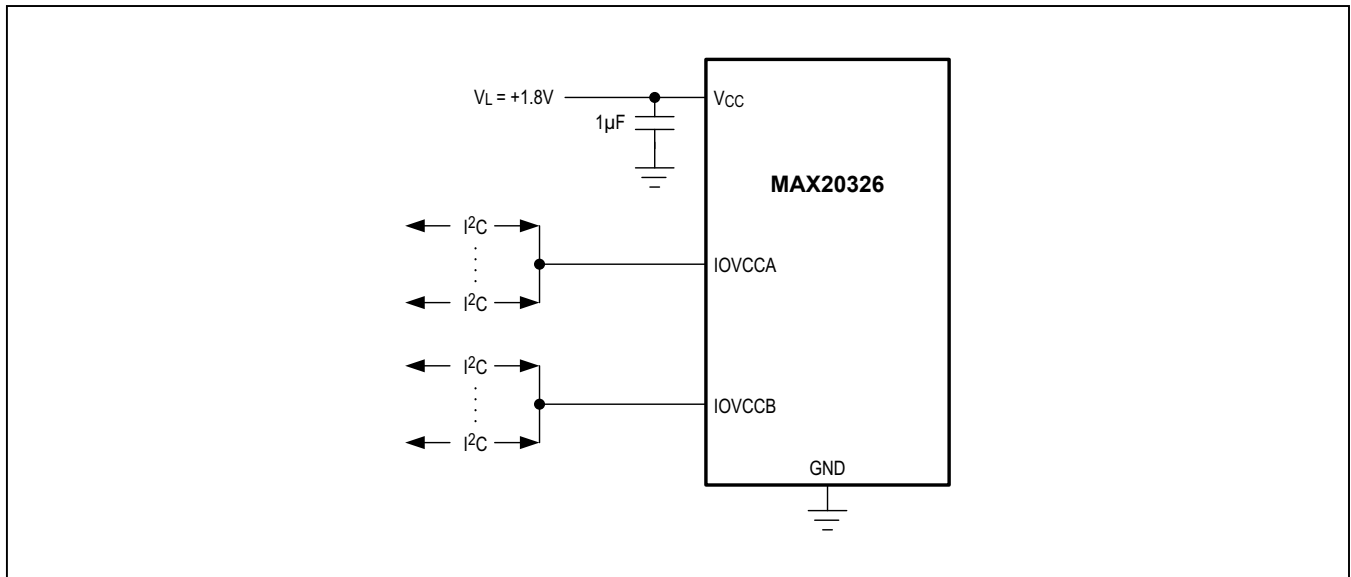 VL = +1.8V
VCC
1µF
MAX20326
I2C
IOVCCA
I2C
I2C
IOVCCB
I2C
GND